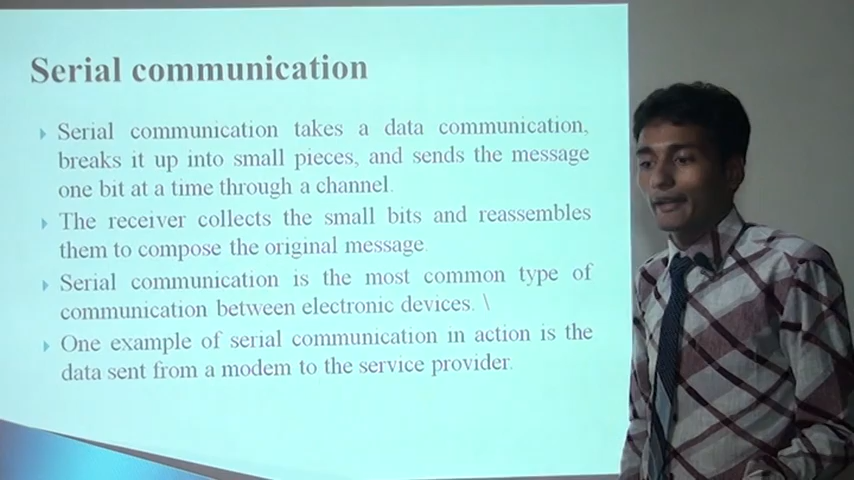 Serial communication
Serial communication takes a data communication,
breaks it up into small pieces, and sends the message
one bit at a time through a channel.
The receiver collects the small bits and reassembles
them to compose the original message.
Serial communication is the most common type of
communication between electronic devices. \
One example of serial communication in action is the
data sent from a modem to the service provider.